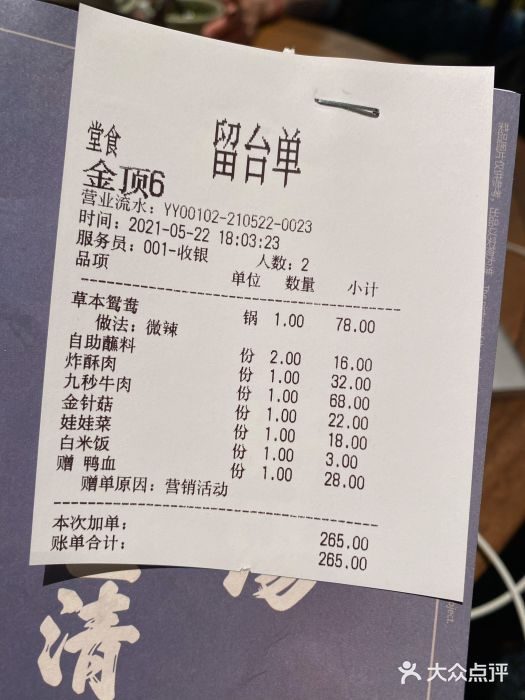 堂食 留台单
金顶6
营业流水：YY00102-210522-0023
时间：2021-05-22 18:03:23
服务员：001-收银 人数：2
品项 单位 数量 小计
草本鸳鸯 锅 1.00 78.00
做法：微辣
自助蘸料 份 2.00 16.00
炸酥肉 份 1.00 32.00
九秒牛肉 份 1.00 68.00
金针菇 份 1.00 22.00
娃娃菜 份 1.00 18.00
白米饭 份 1.00 3.00
赠 鸭血 份 1.00 28.00
赠单原因：营销活动
本次加单： 265.00
账单合计： 265.00
清
大众点评